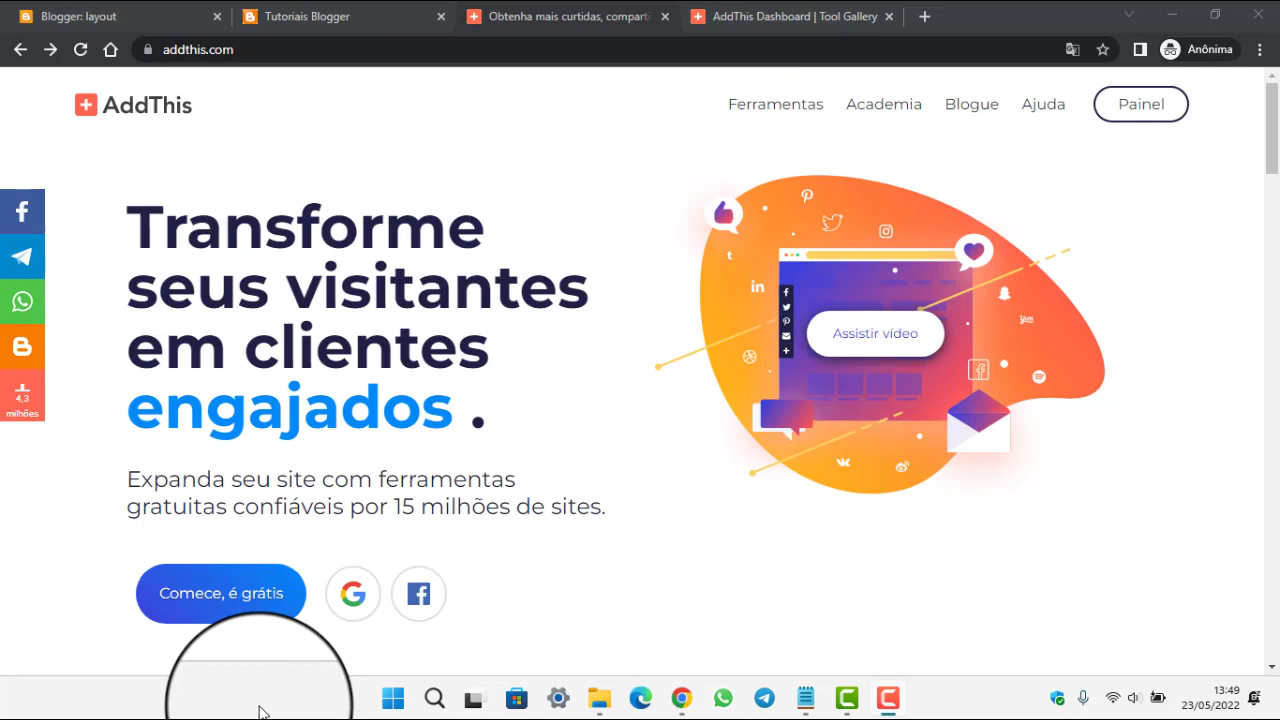 Blogger: layout
Tutoriais Blogger
Obtenha mais curtidas, comparti
AddThis Dashboard | Tool Gallery
addthis.com
Anônima
AddThis
Ferramentas
Academia
Blogue
Ajuda
Painel
Transforme
seus visitantes
em clientes
engajados .
4,3
milhões
Assistir vídeo
Expanda seu site com ferramentas
gratuitas confiáveis por 15 milhões de sites.
Comece, é grátis
13:49
23/05/2022